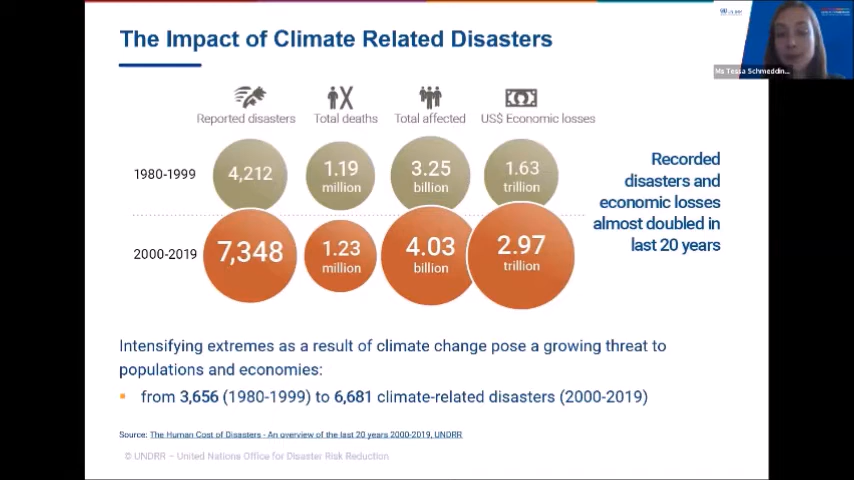 The Impact of Climate Related Disasters
Reported disasters
Total deaths
Total affected
US$ Economic losses
1980-1999
4,212
1.19
million
3.25
billion
1.63
trillion
2000-2019
7,348
1.23
million
4.03
billion
2.97
trillion
Recorded
disasters and
economic losses
almost doubled in
last 20 years
Intensifying extremes as a result of climate change pose a growing threat to
populations and economies:
from 3,656 (1980-1999) to 6,681 climate-related disasters (2000-2019)
Source: The Human Cost of Disasters - An overview of the last 20 years 2000-2019, UNDRR
© UNDRR – United Nations Office for Disaster Risk Reduction
Ms Tessa Schmeddin...